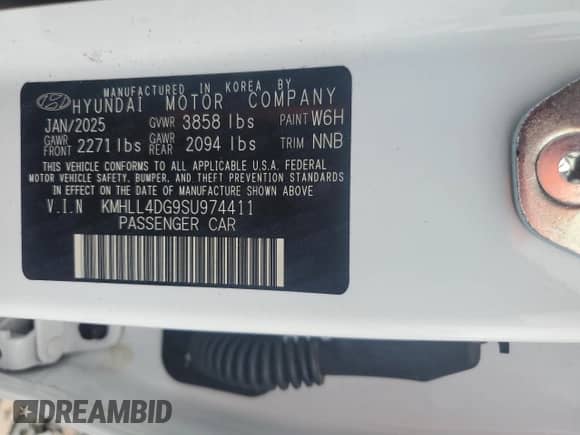 MANUFACTURED IN KOREA BY
HYUNDAI MOTOR COMPANY
JAN/2025 GVWR 3858 lbs PAINT W6H
GAWR FRONT 2271 lbs GAWR REAR 2094 lbs TRIM NNB
THIS VEHICLE CONFORMS TO ALL APPLICABLE U.S.A. FEDERAL
MOTOR VEHICLE SAFETY, BUMPER, AND THEFT PREVENTION STANDARDS
IN EFFECT ON THE DATE OF MANUFACTURE SHOWN ABOVE.
V.I.N KMHLL4DG9SU974411
PASSENGER CAR
DREAMBID